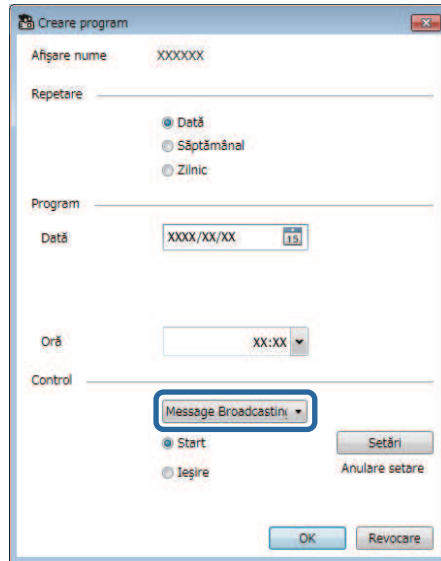 Creare program
Afișare nume XXXXXX
Repetare
Dată
Săptămânal
Zilnic
Program
Dată XXXX/XX/XX 15
Oră XX:XX
Control
Message Broadcasting
Start Setări
Ieșire Anulare setare
OK Revocare